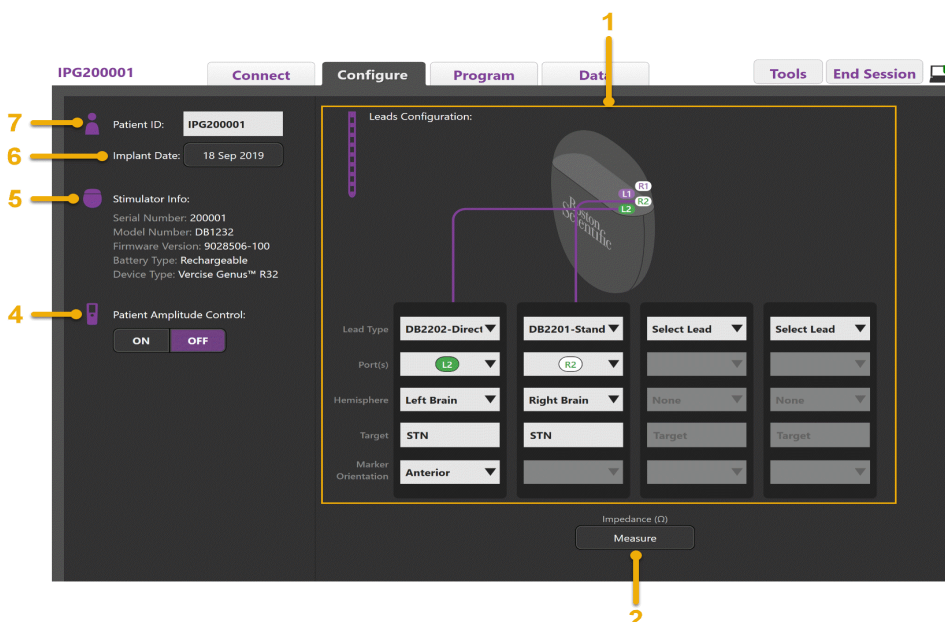 1
IPG200001
Connect
Configure
Program
Data
Tools
End Session
7
Patient ID:
IPG200001
6
Implant Date:
18 Sep 2019
5
Stimulator Info:
Serial Number: 200001
Model Number: DB1232
Firmware Version: 9028506-100
Battery Type: Rechargeable
Device Type: Vercise Genus™ R32
4
Patient Amplitude Control:
ON
OFF
Leads Configuration:
Boston
Scientific
L1
R1
L2
R2
Lead Type
DB2202-Direct
DB2201-Stand
Select Lead
Select Lead
Port(s)
L2
R2
Hemisphere
Left Brain
Right Brain
None
None
Target
STN
STN
Target
Target
Marker
Orientation
Anterior
Impedance (Ω)
Measure
2